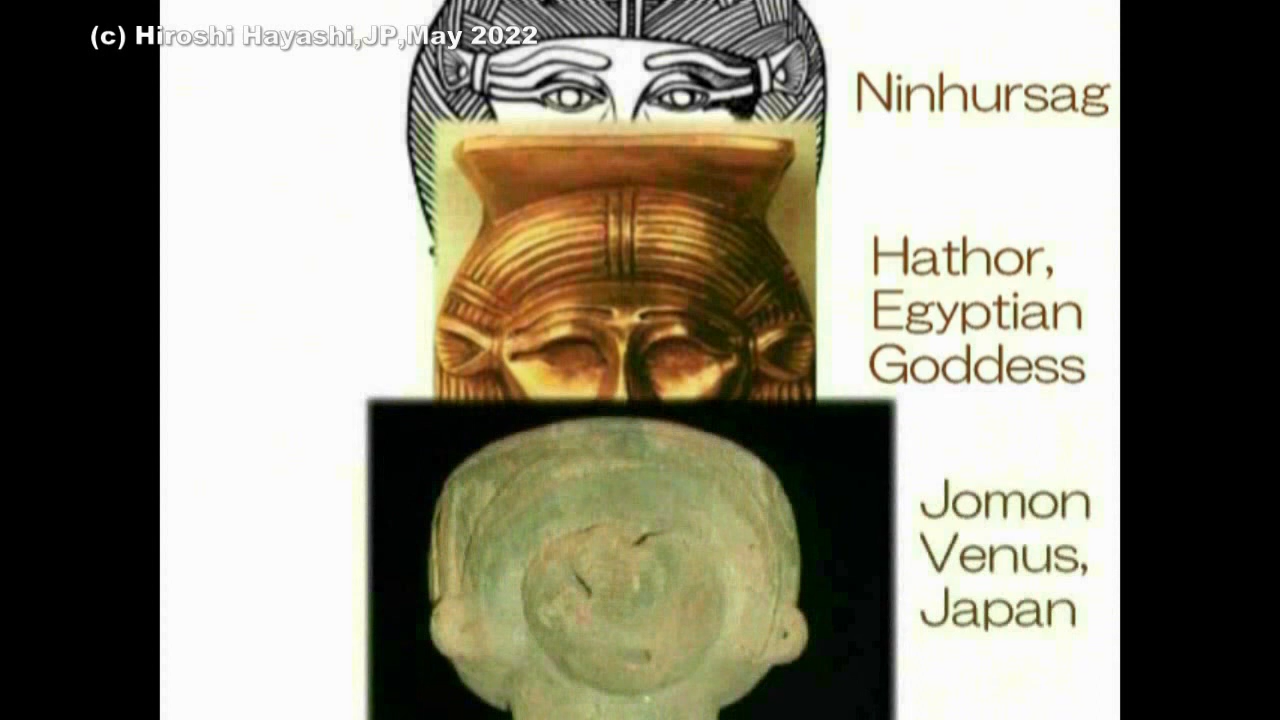 (c) Hiroshi Hayashi,JP,May 2022
Ninhursag
Hathor,
Egyptian
Goddess
Jomon
Venus,
Japan